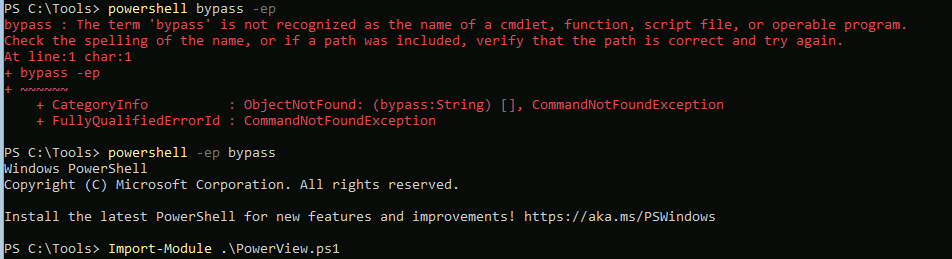 PS C:\Tools> powershell bypass -ep
bypass : The term 'bypass' is not recognized as the name of a cmdlet, function, script file, or operable program.
Check the spelling of the name, or if a path was included, verify that the path is correct and try again.
At line:1 char:1
+ bypass -ep
+ ~~~~~~
    + CategoryInfo          : ObjectNotFound: (bypass:String) [], CommandNotFoundException
    + FullyQualifiedErrorId : CommandNotFoundException

PS C:\Tools> powershell -ep bypass
Windows PowerShell
Copyright (C) Microsoft Corporation. All rights reserved.

Install the latest PowerShell for new features and improvements! https://aka.ms/PSWindows

PS C:\Tools> Import-Module .\PowerView.ps1